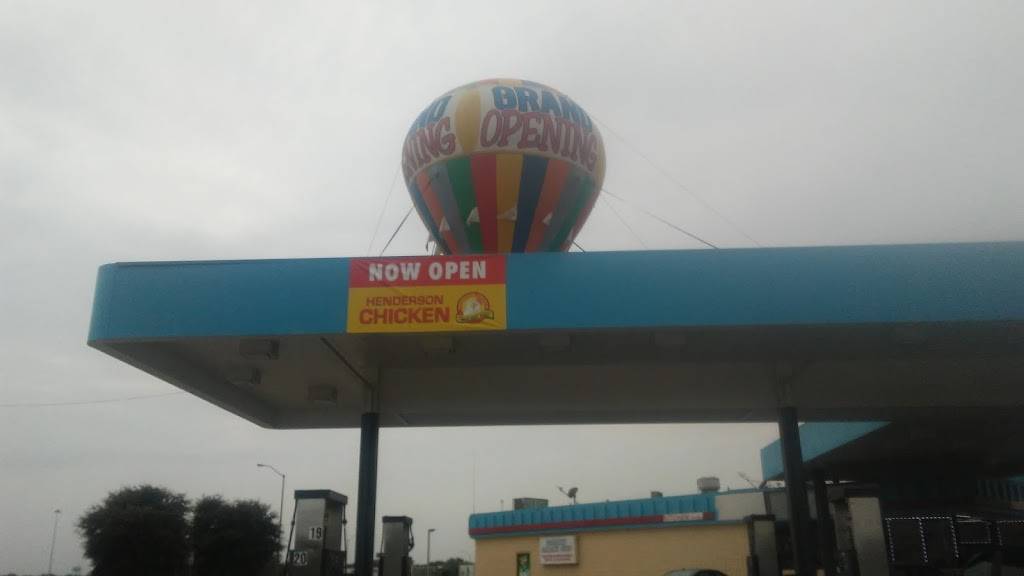 GRAND
OPENING
NOW OPEN
HENDERSON
CHICKEN
19
20